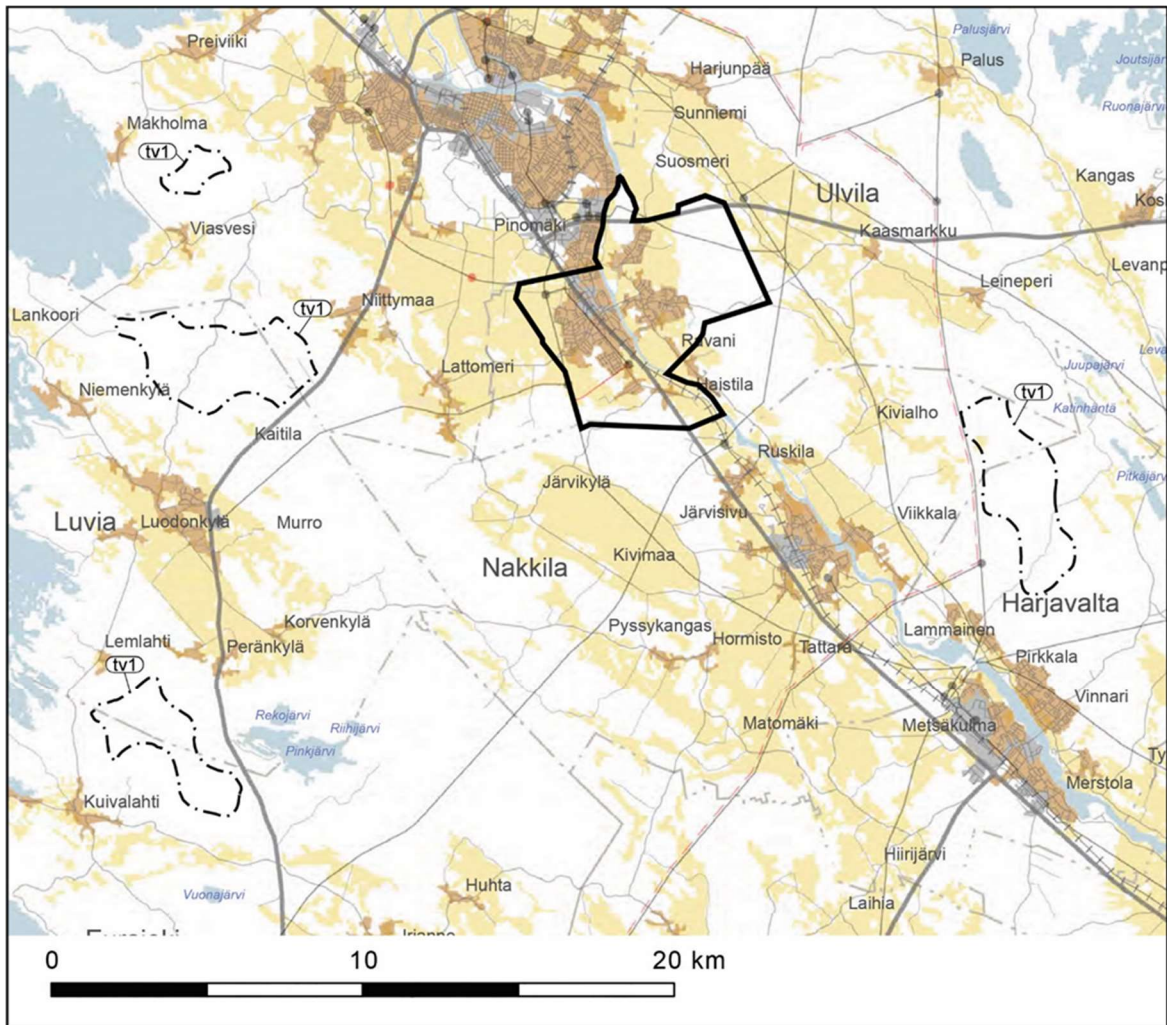 Preiviiki
Palusjärvi
Palus
Harjunpää
Joutsijär
Sunniemi
Ruonajärvi
Makholma
tv1
Suosmeri
Kangas
Ulvila
Viasvesi
Pinomäki
Kaasmarkku
Leineperi
Lankoori
tv1
Niittymaa
Ravani
Lattomeri
Juupajärvi
Niemenkylä
Haistila
tv1
Katinhäntä
Kivialho
Kaitila
Ruskila
Järvikylä
Pitkäjärv
Luvia
Luodonkylä
Murro
Järvisivu
Viikkala
Kivimaa
Nakkila
Harjavalta
Korvenkylä
Pyssykangas
Lemlahti
Peränkylä
Hormisto
Tattara
Lammainen
tv1
Pirkkala
Vinnari
Rekojärvi
Riihijärvi
Matomäki
Metsäkulma
Pinkjärvi
Ty
Merstola
Kuivalahti
Hiirijärvi
Huhta
Vuonajärvi
Laihia
0
10
20 km